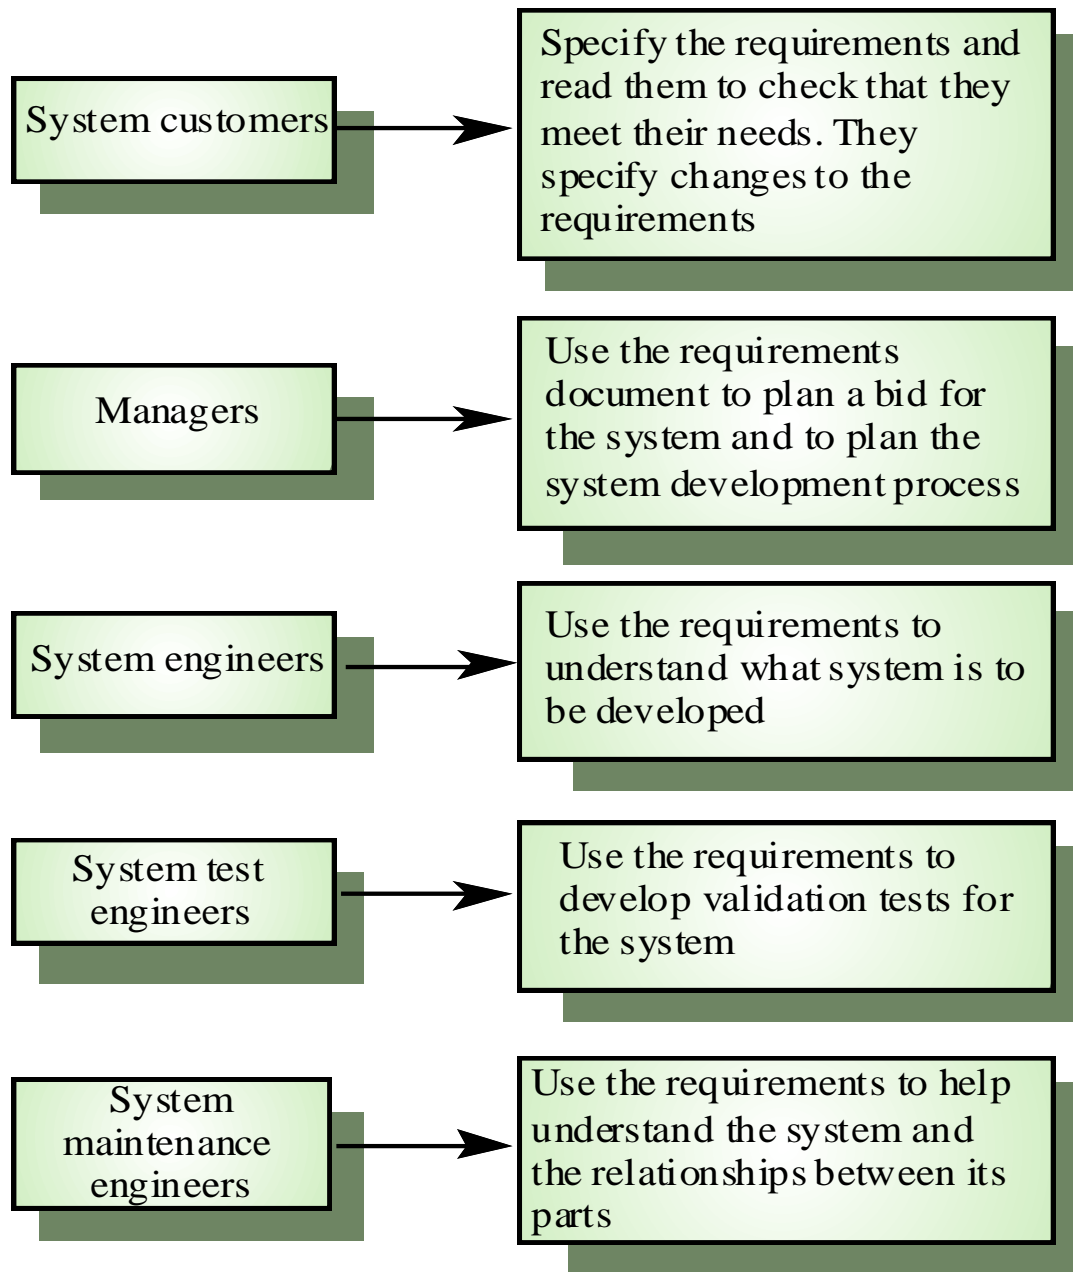 System customers
Specify the requirements and
read them to check that they
meet their needs. They
specify changes to the
requirements
Managers
Use the requirements
document to plan a bid for
the system and to plan the
system development process
System engineers
Use the requirements to
understand what system is to
be developed
System test
engineers
Use the requirements to
develop validation tests for
the system
System
maintenance
engineers
Use the requirements to help
understand the system and
the relationships between its
parts